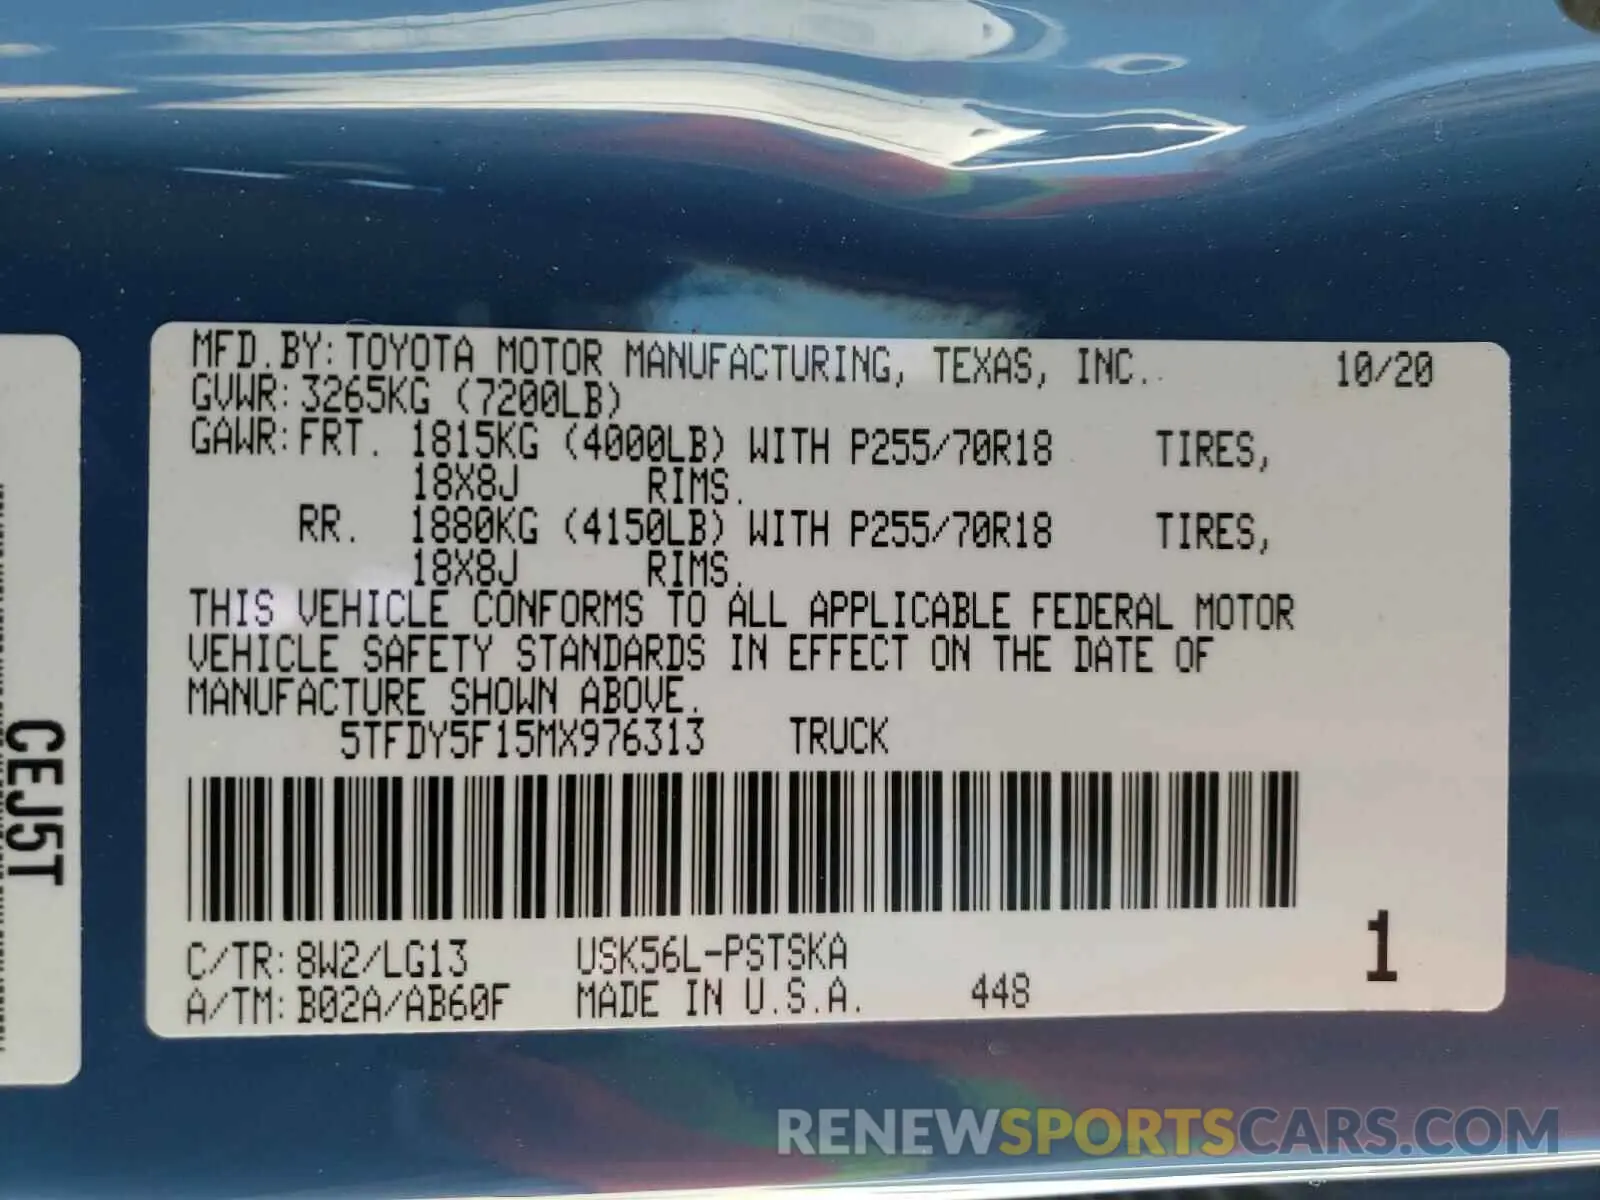 MFD.BY: TOYOTA MOTOR MANUFACTURING, TEXAS, INC. 10/20
GVWR: 3265KG (7200LB)
GAWR: FRT. 1815KG (4000LB) WITH P255/70R18 TIRES,
18X8J RIMS.
RR. 1880KG (4150LB) WITH P255/70R18 TIRES,
18X8J RIMS.
THIS VEHICLE CONFORMS TO ALL APPLICABLE FEDERAL MOTOR
VEHICLE SAFETY STANDARDS IN EFFECT ON THE DATE OF
MANUFACTURE SHOWN ABOVE.
5TFDY5F15MX976313 TRUCK
C/TR: 8W2/LG13 USK56L-PSTSKA
A/TM: B02A/AB60F MADE IN U.S.A. 448
1
CEJ5T
RENEWSPORTSCARS.COM